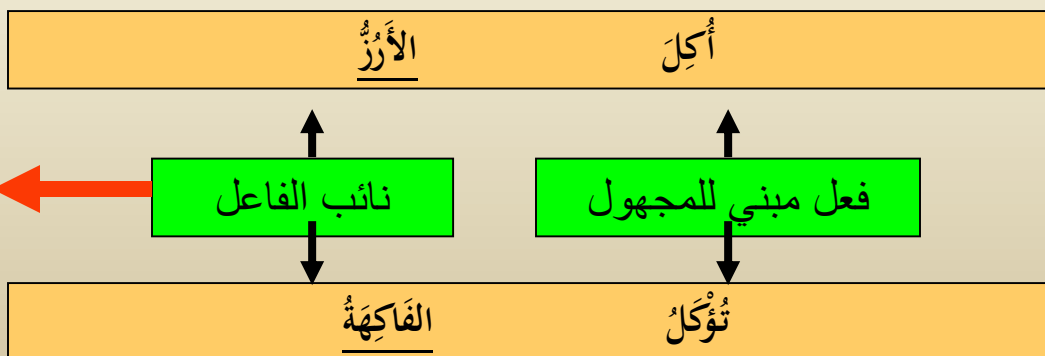 أُكِلَ الأَرُزُّ
فعل مبني للمجهول نائب الفاعل
تُؤْكَلُ الفَاكِهَةُ